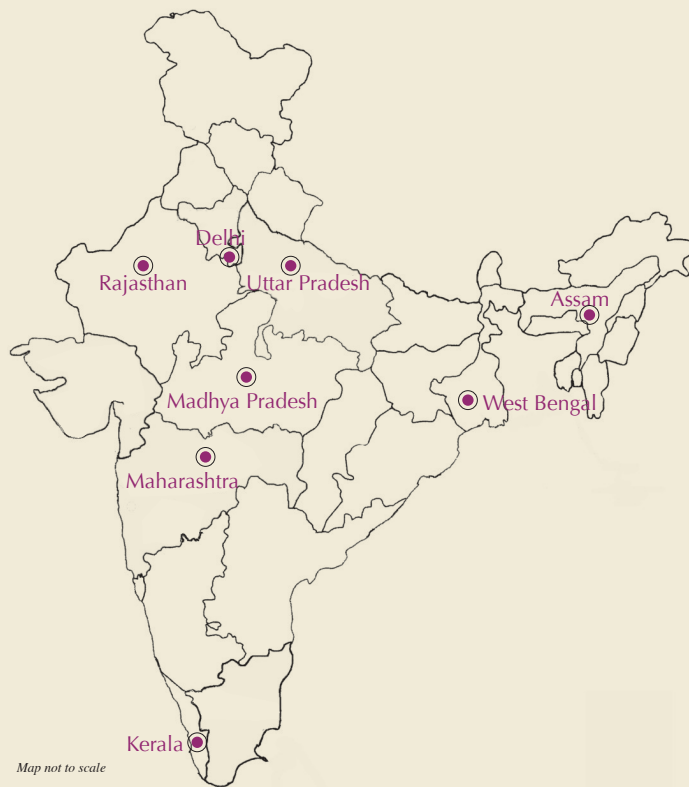 Delhi
Rajasthan
Uttar Pradesh
Assam
Madhya Pradesh
West Bengal
Maharashtra
Kerala
Map not to scale